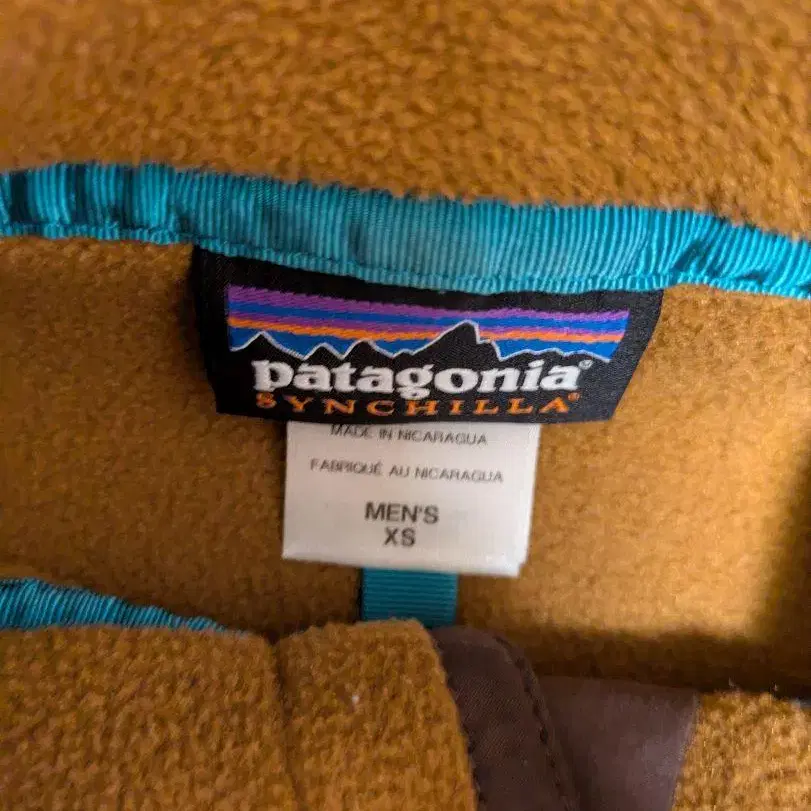 patagonia®
SYNCHILLA®
MADE IN NICARAGUA
FABRIQUÉ AU NICARAGUA
MEN'S
XS